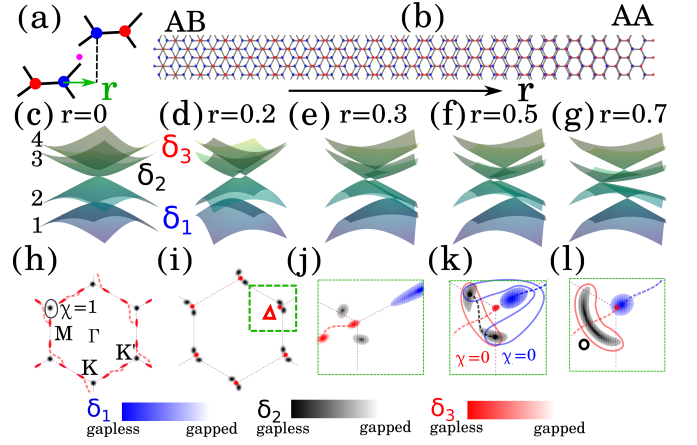 (a)
r
AB
(b)
AA
r
(c) r=0
(d) r=0.2
(e) r=0.3
(f) r=0.5
(g) r=0.7
4
3
2
1
δ3
δ2
δ1
(h)
(i)
(j)
(k)
(l)
χ=1
M
Γ
K
K'
Δ
χ=0
χ=0
δ1
gapless
gapped
δ2
gapless
gapped
δ3
gapless
gapped